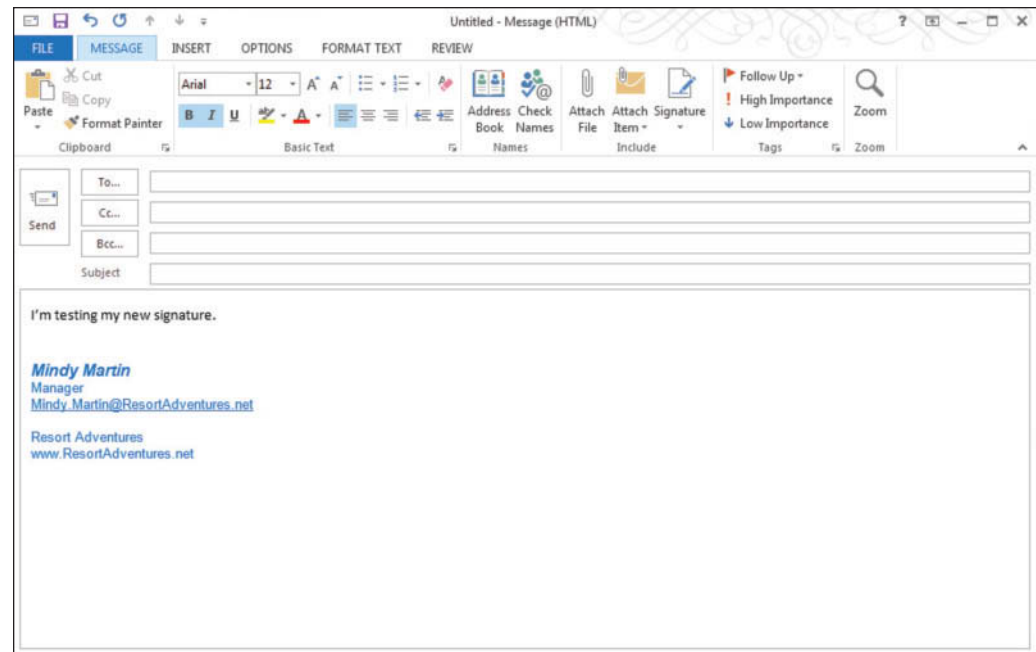 Untitled - Message (HTML)
?
FILE MESSAGE INSERT OPTIONS FORMAT TEXT REVIEW
Paste
Cut
Copy
Format Painter
Clipboard
Arial 12 A A
B I U aby A
Basic Text
Address Book
Check Names
Names
Attach File
Attach Item
Signature
Include
Follow Up
! High Importance
Low Importance
Tags
Zoom
Zoom
Send
To...
Cc...
Bcc...
Subject
I'm testing my new signature.
Mindy Martin
Manager
Mindy.Martin@ResortAdventures.net
Resort Adventures
www.ResortAdventures.net